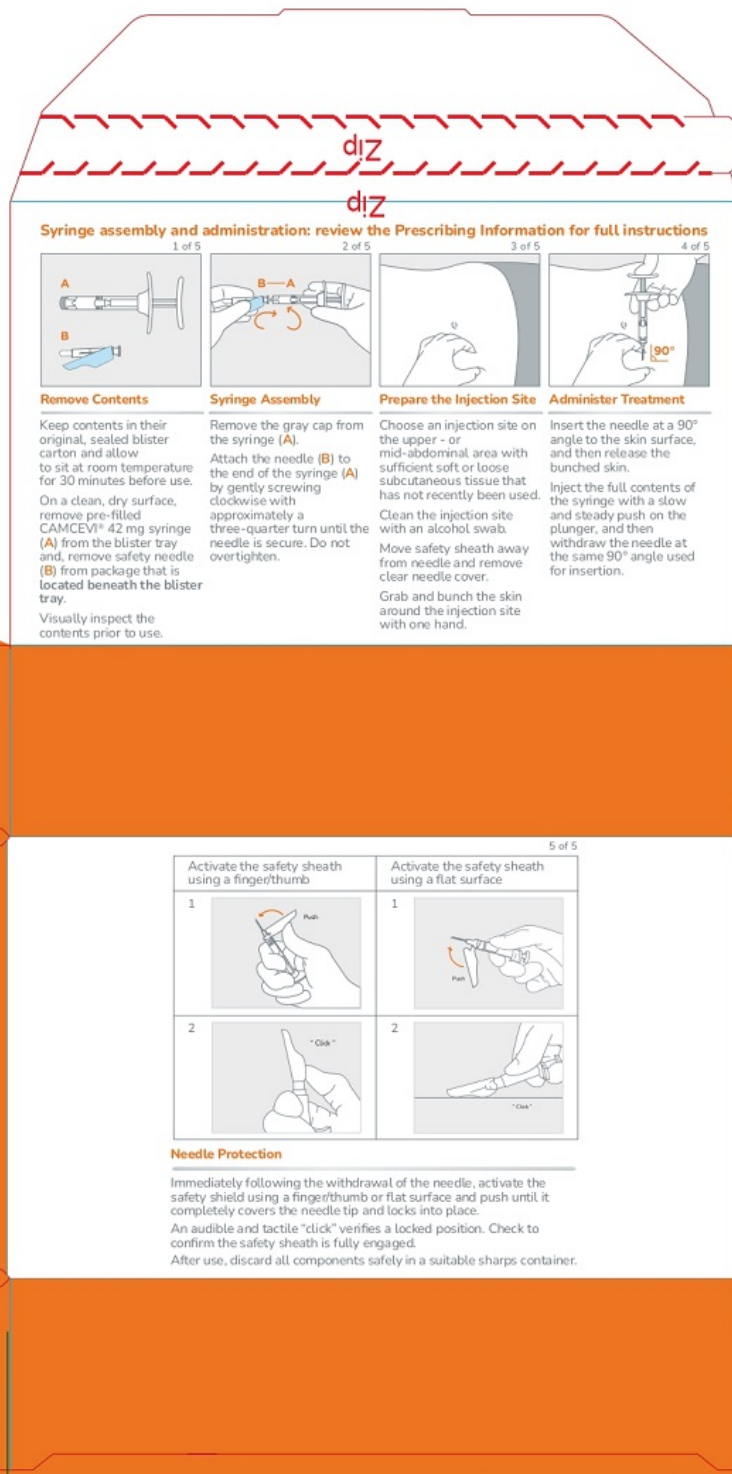 Zip
Zip
Syringe assembly and administration: review the Prescribing Information for full instructions
1 of 5
A
B
Remove Contents
Keep contents in their
original, sealed blister
carton and allow
to sit at room temperature
for 30 minutes before use.
On a clean, dry surface,
remove pre-filled
CAMCEVI® 42 mg syringe
(A) from the blister tray
and, remove safety needle
(B) from package that is
located beneath the blister
tray.
Visually inspect the
contents prior to use.
2 of 5
B—A
Syringe Assembly
Remove the gray cap from
the syringe (A).
Attach the needle (B) to
the end of the syringe (A)
by gently screwing
clockwise with
approximately a
three-quarter turn until the
needle is secure. Do not
overtighten.
3 of 5
Prepare the Injection Site
Choose an injection site on
the upper - or
mid-abdominal area with
sufficient soft or loose
subcutaneous tissue that
has not recently been used.
Clean the injection site
with an alcohol swab.
Move safety sheath away
from needle and remove
clear needle cover.
Grab and bunch the skin
around the injection site
with one hand.
4 of 5
90°
Administer Treatment
Insert the needle at a 90°
angle to the skin surface,
and then release the
bunched skin.
Inject the full contents of
the syringe with a slow
and steady push on the
plunger, and then
withdraw the needle at
the same 90° angle used
for insertion.
5 of 5
Activate the safety sheath
using a finger/thumb
1
Push
2
"Click"
Activate the safety sheath
using a flat surface
1
Push
2
"Click"
Needle Protection
Immediately following the withdrawal of the needle, activate the
safety shield using a finger/thumb or flat surface and push until it
completely covers the needle tip and locks into place.
An audible and tactile “click” verifies a locked position. Check to
confirm the safety sheath is fully engaged.
After use, discard all components safely in a suitable sharps container.